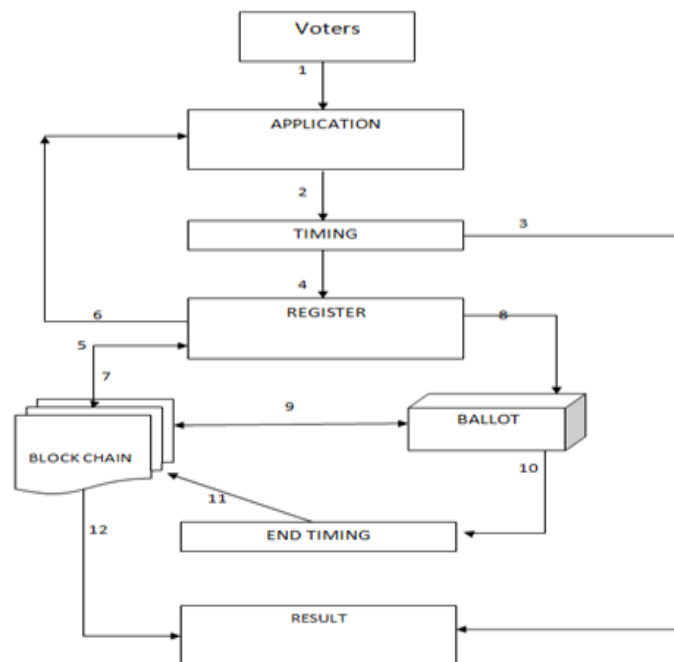 Voters
1
APPLICATION
2
TIMING
3
4
REGISTER
6
8
5
7
9
BALLOT
BLOCK CHAIN
10
11
END TIMING
12
RESULT